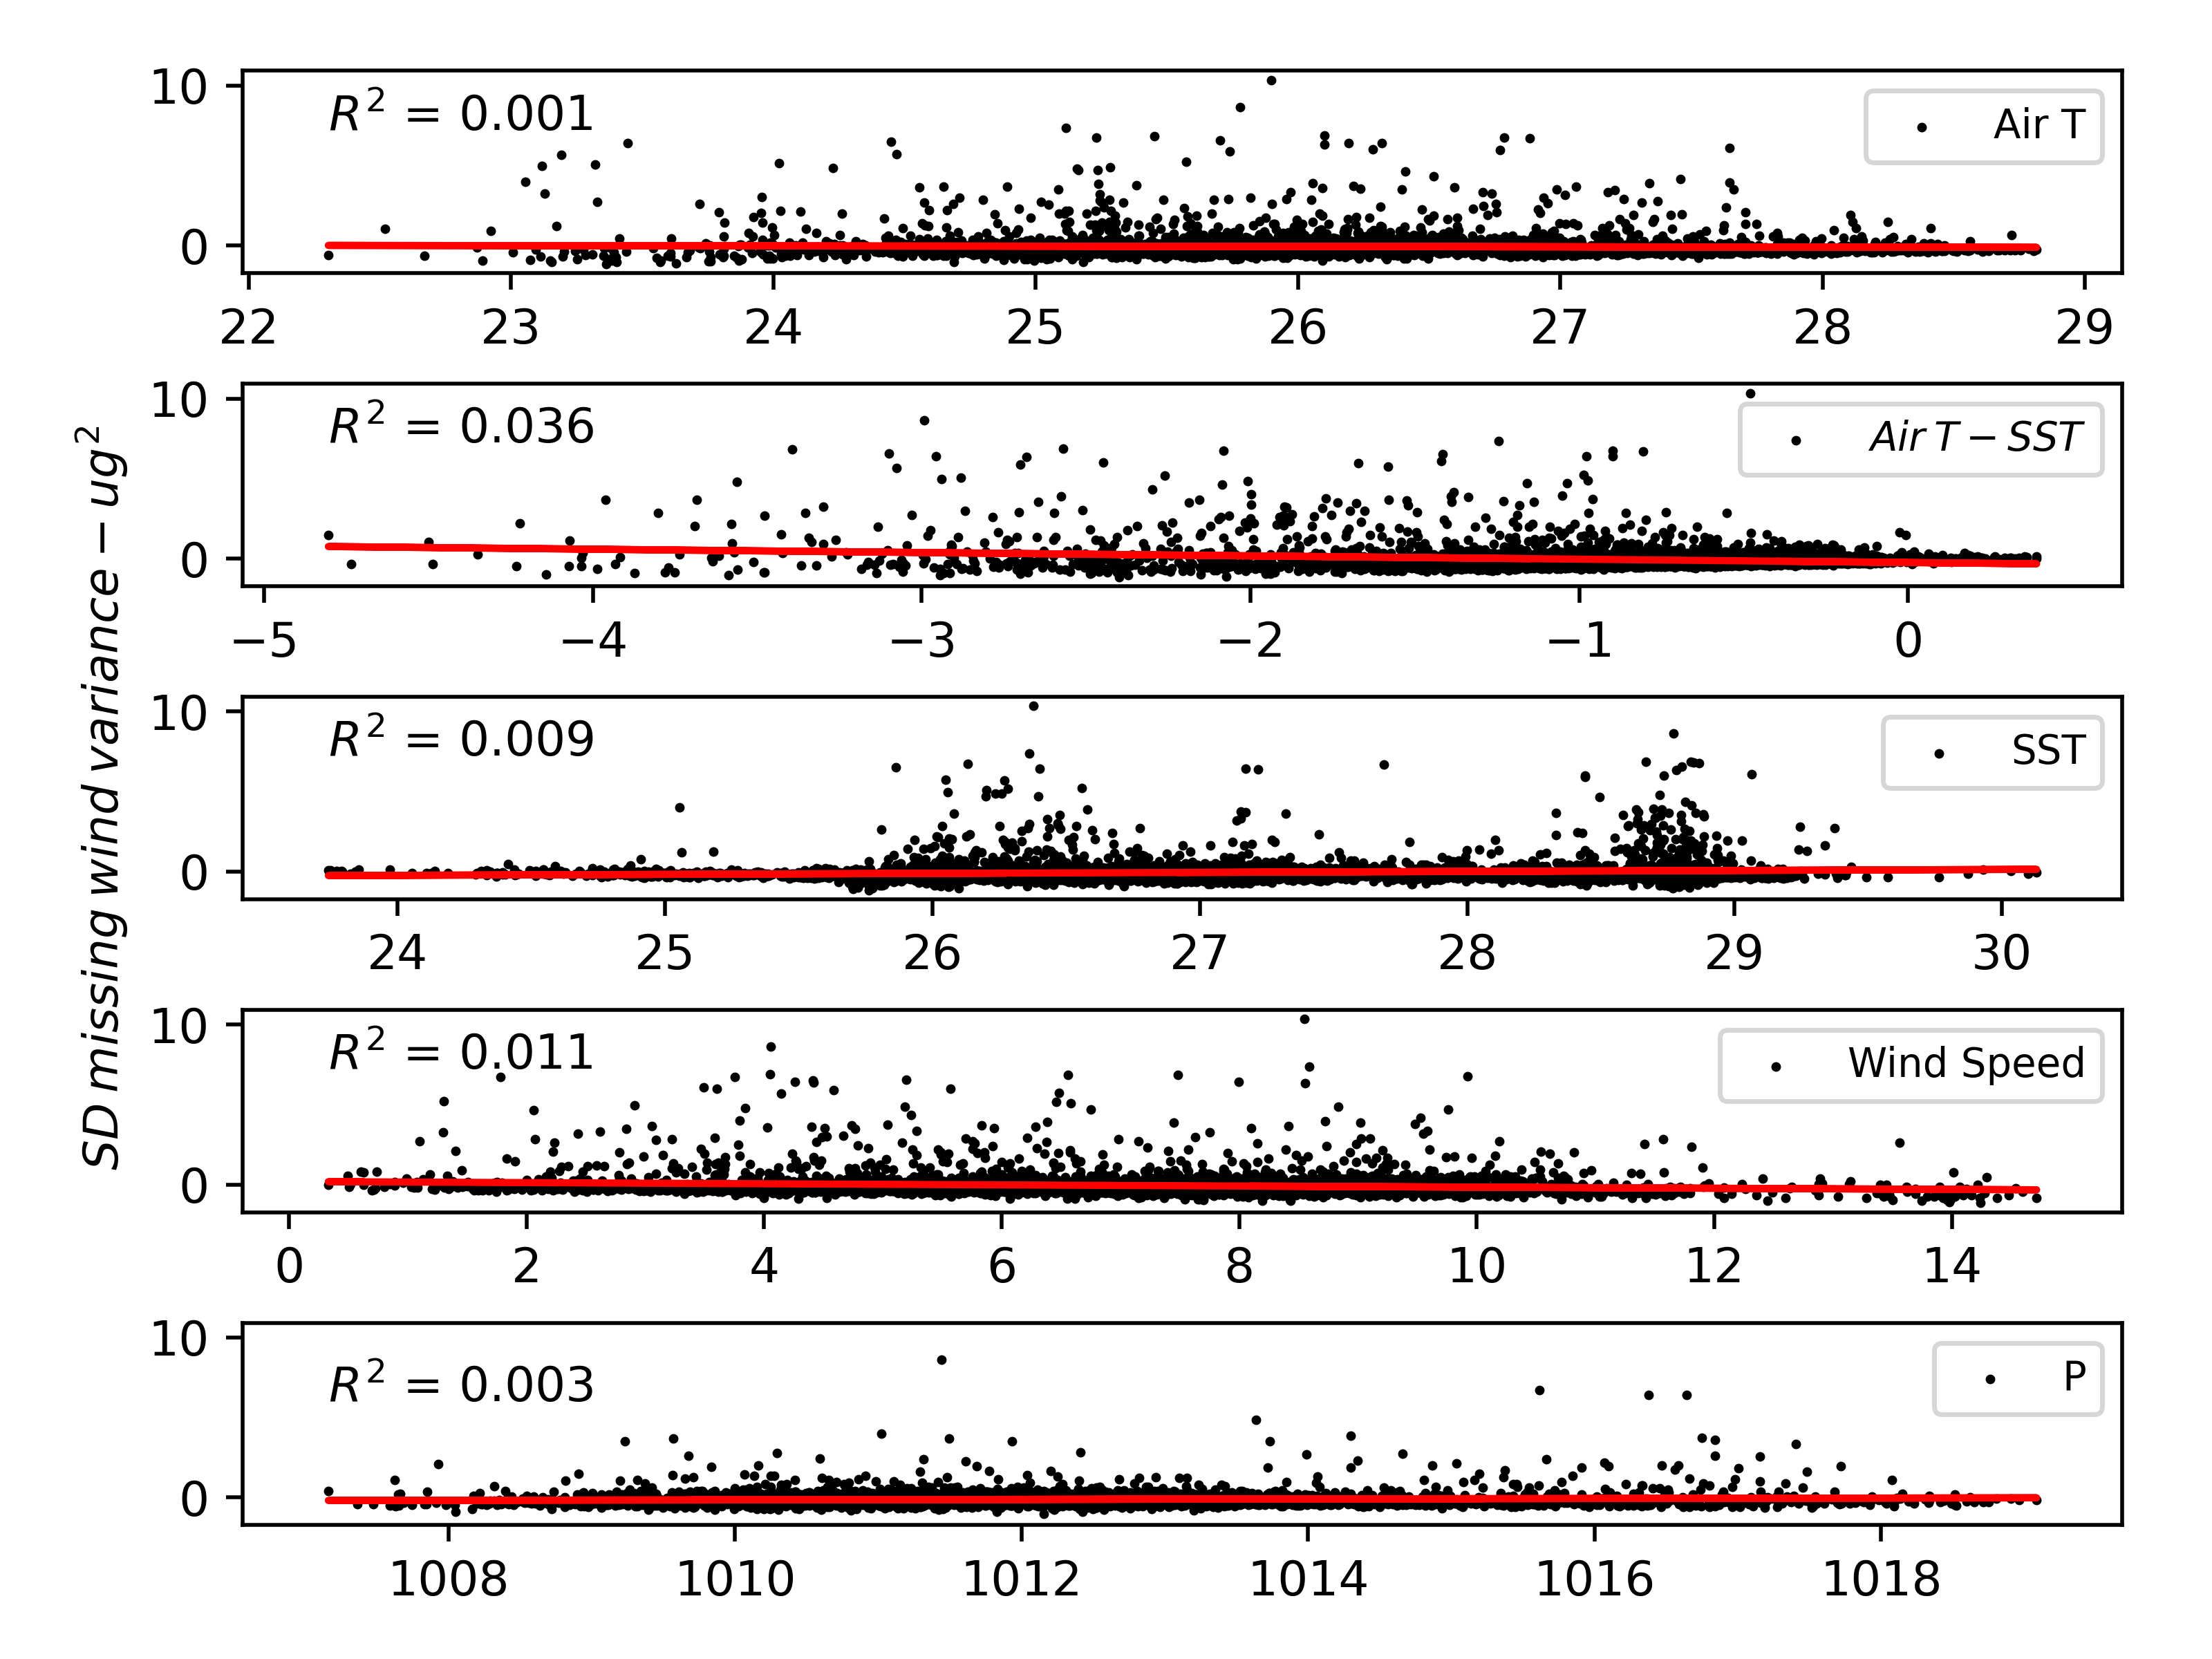 SD missing wind variance − ug²
10
R² = 0.001
Air T
0
22 23 24 25 26 27 28 29
10
R² = 0.036
Air T − SST
0
−5 −4 −3 −2 −1 0
10
R² = 0.009
SST
0
24 25 26 27 28 29 30
10
R² = 0.011
Wind Speed
0
0 2 4 6 8 10 12 14
10
R² = 0.003
P
0
1008 1010 1012 1014 1016 1018